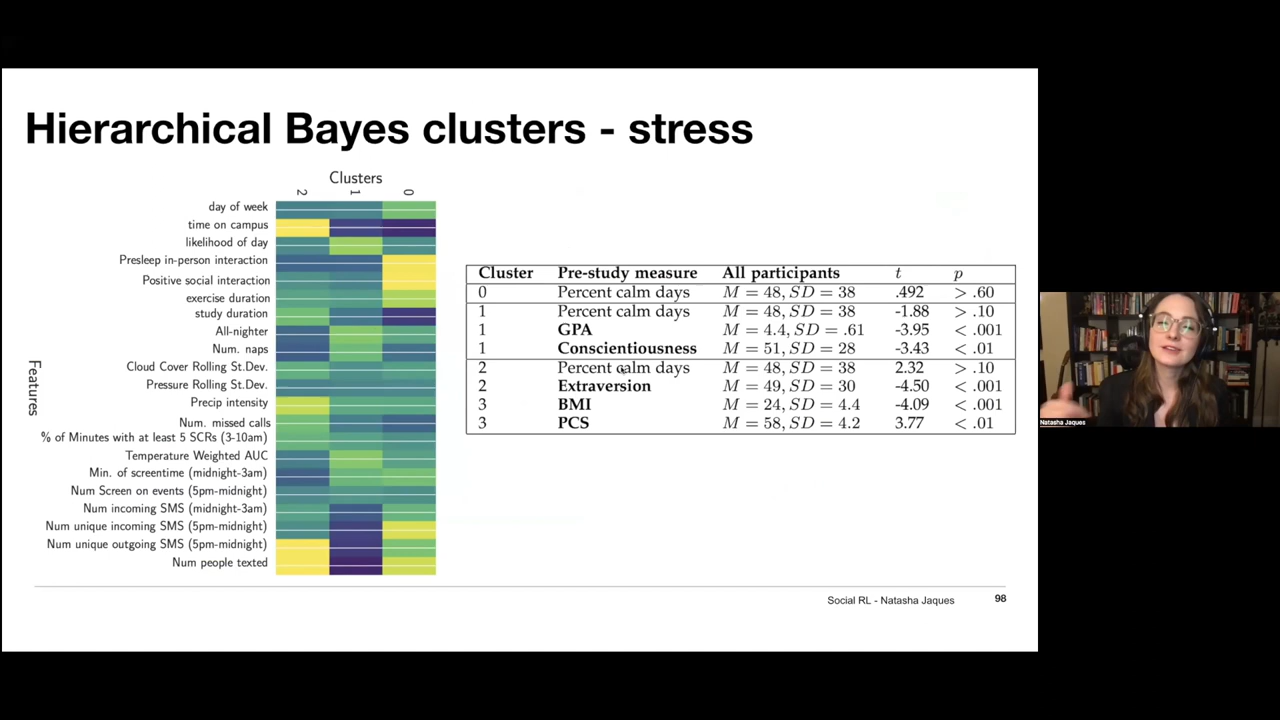 Hierarchical Bayes clusters - stress
Clusters
2 1 0
day of week
time on campus
likelihood of day
Presleep in-person interaction
Positive social interaction
exercise duration
study duration
All-nighter
Num. naps
Cloud Cover Rolling St.Dev.
Pressure Rolling St.Dev.
Precip intensity
Num. missed calls
% of Minutes with at least 5 SCRs (3-10am)
Temperature Weighted AUC
Min. of screentime (midnight-3am)
Num Screen on events (5pm-midnight)
Num incoming SMS (midnight-3am)
Num unique incoming SMS (5pm-midnight)
Num unique outgoing SMS (5pm-midnight)
Num people texted
Features
Cluster Pre-study measure All participants t p
0 Percent calm days M = 48, SD = 38 .492 > .60
1 Percent calm days M = 48, SD = 38 -1.88 > .10
1 GPA M = 4.4, SD = .61 -3.95 < .001
1 Conscientiousness M = 51, SD = 28 -3.43 < .01
2 Percent calm days M = 48, SD = 38 2.32 > .10
2 Extraversion M = 49, SD = 30 -4.50 < .001
3 BMI M = 24, SD = 4.4 -4.09 < .001
3 PCS M = 58, SD = 4.2 3.77 < .01
Social RL - Natasha Jaques 98
Natasha Jaques